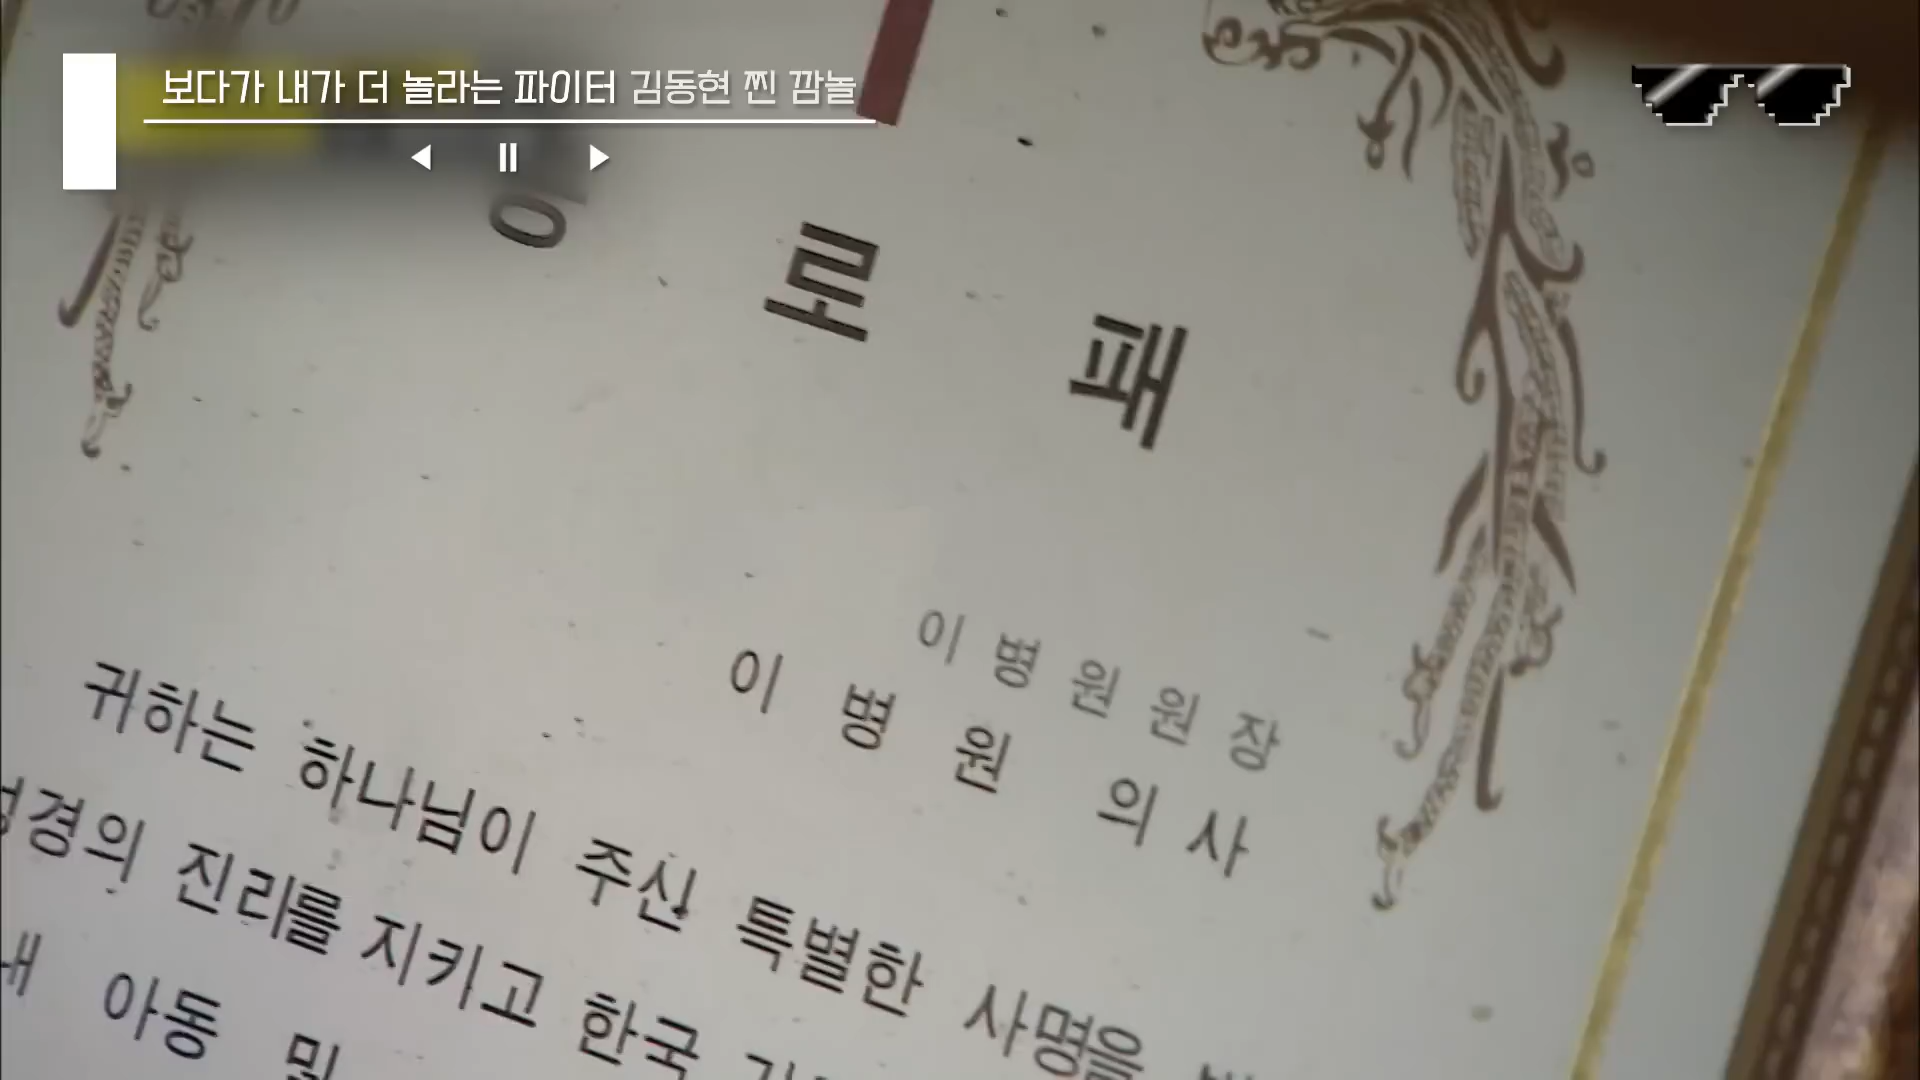 보다가 내가 더 놀라는 파이터 김동현 찐 깜놀
로 패
이 병 원 원 장
이 병 원 의 사
귀하는 하나님이 주신 특별한 사명을
경의 진리를 지키고 한국
아동 및